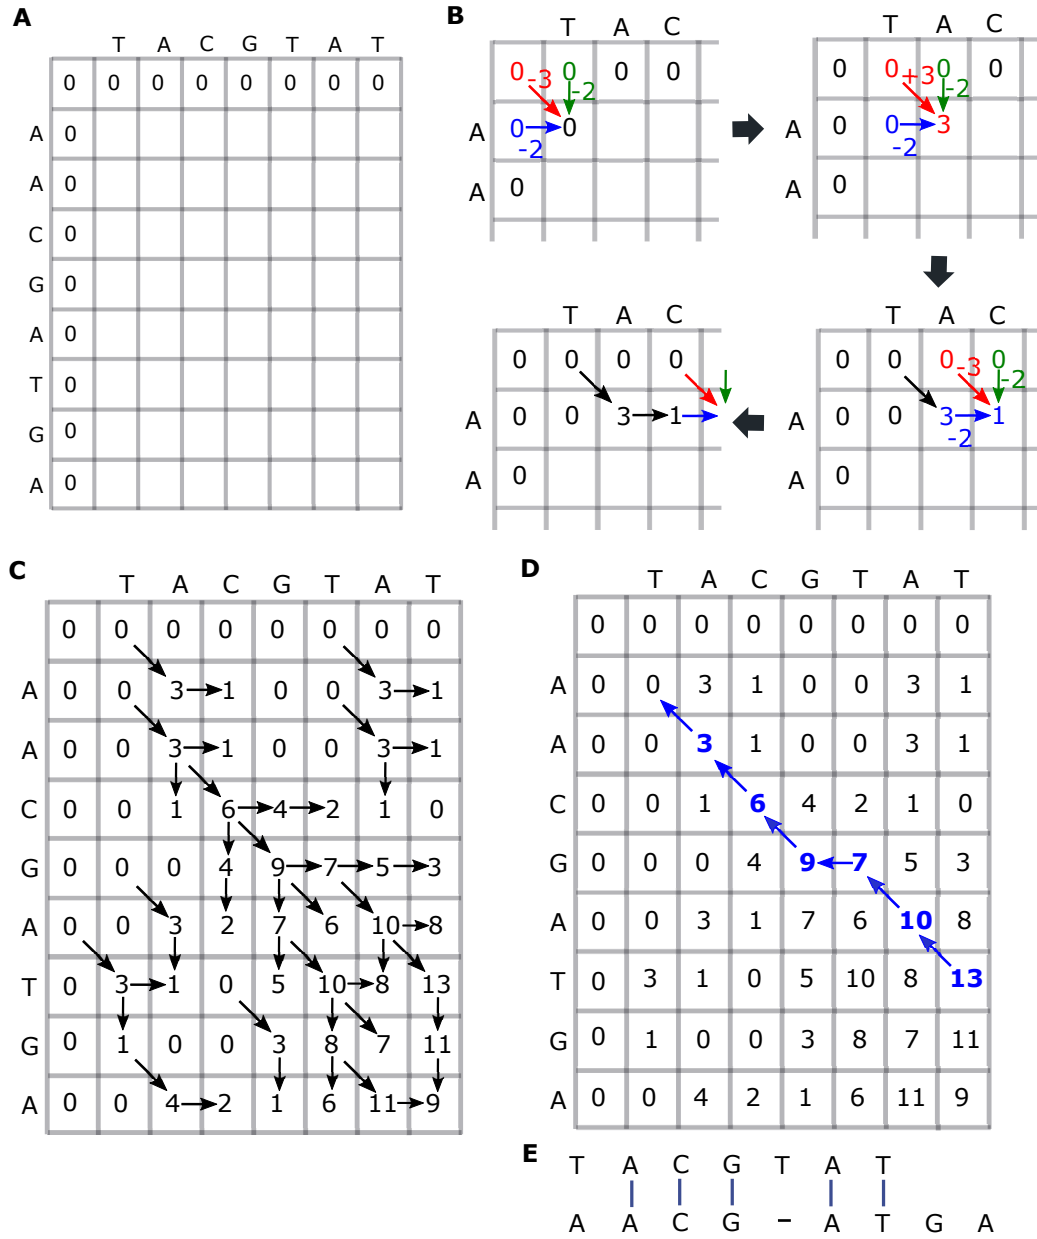 A
T A C G T A T
0 0 0 0 0 0 0 0
A 0
A 0
C 0
G 0
A 0
T 0
G 0
A 0
B
T A C
0 -3 0 -2 0 0
A 0 -2 0
A 0
T A C
0 0 +3 0 -2 0
A 0 0 -2 3
A 0
T A C
0 0 0 0
A 0 0 3 1
A 0
T A C
0 0 0 -3 0 -2
A 0 0 3 -2 1
A 0
C
T A C G T A T
0 0 0 0 0 0 0 0
A 0 0 3 1 0 0 3 1
A 0 0 3 1 0 0 3 1
C 0 0 1 6 4 2 1 0
G 0 0 0 4 9 7 5 3
A 0 0 3 2 7 6 10 8
T 0 3 1 0 5 10 8 13
G 0 1 0 0 3 8 7 11
A 0 0 4 2 1 6 11 9
D
T A C G T A T
0 0 0 0 0 0 0 0
A 0 0 3 1 0 0 3 1
A 0 0 3 1 0 0 3 1
C 0 0 1 6 4 2 1 0
G 0 0 0 4 9 7 5 3
A 0 0 3 1 7 6 10 8
T 0 3 1 0 5 10 8 13
G 0 1 0 0 3 8 7 11
A 0 0 4 2 1 6 11 9
E
T A C G T A T
A A C G – A T G A